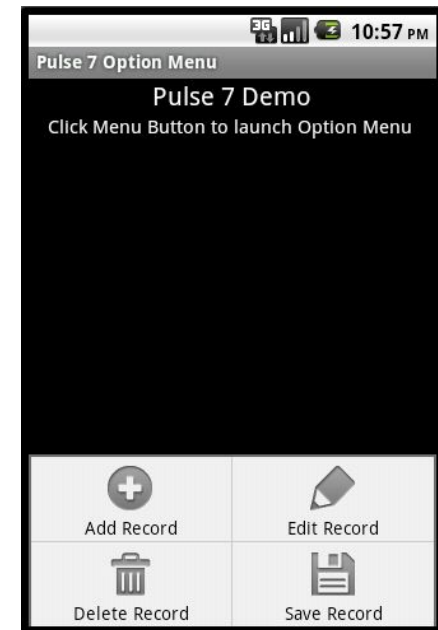 3G 10:57 PM
Pulse 7 Option Menu
Pulse 7 Demo
Click Menu Button to launch Option Menu
Add Record Edit Record
Delete Record Save Record